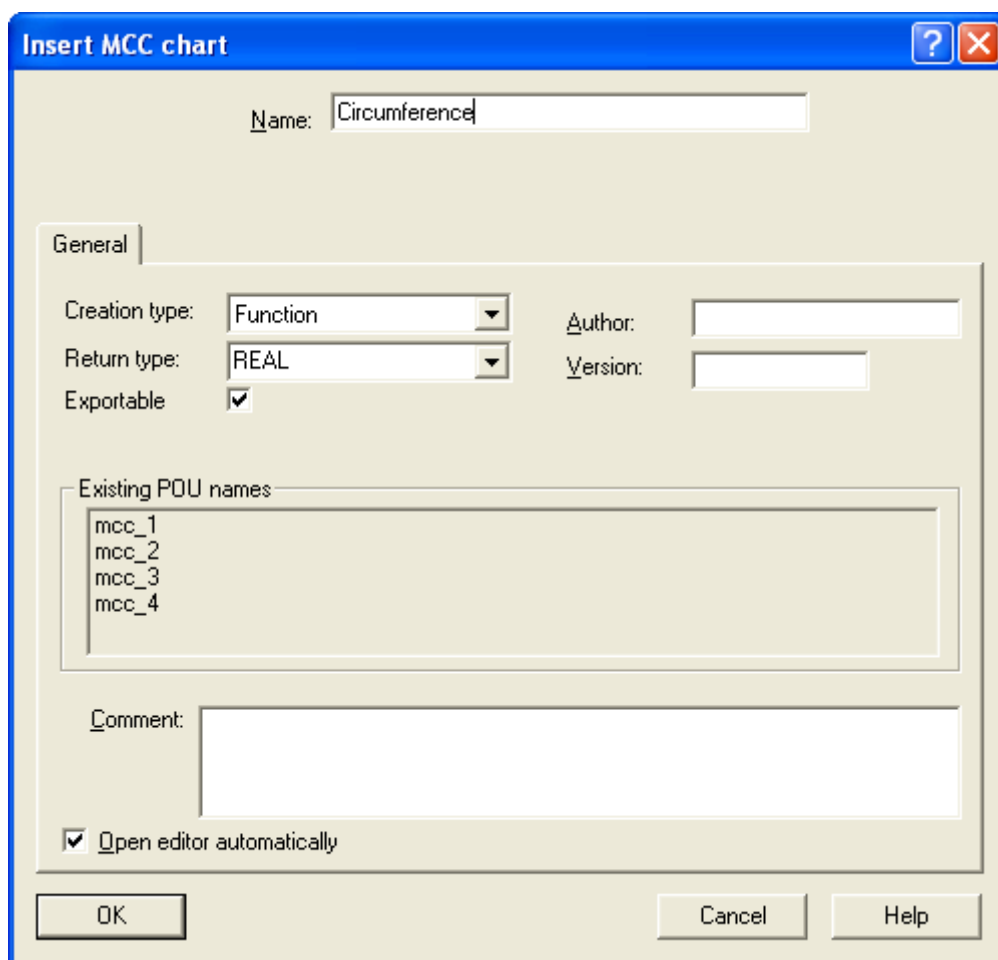 Insert MCC chart
Name: Circumference
General
Creation type: Function
Author:
Return type: REAL
Version:
Exportable
Existing POU names
mcc_1
mcc_2
mcc_3
mcc_4
Comment:
Open editor automatically
OK Cancel Help